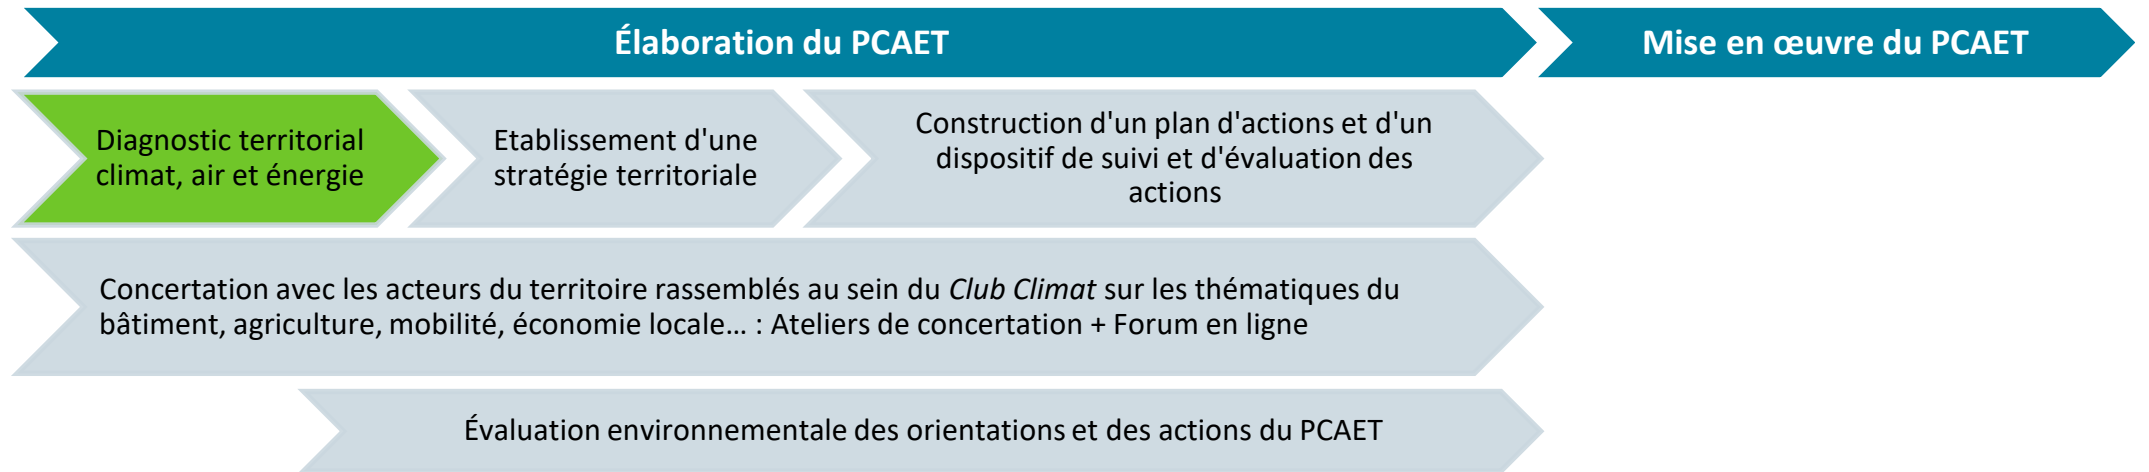 Élaboration du PCAET
Mise en œuvre du PCAET
Diagnostic territorial
climat, air et énergie
Etablissement d'une
stratégie territoriale
Construction d'un plan d'actions et d'un
dispositif de suivi et d'évaluation des
actions
Concertation avec les acteurs du territoire rassemblés au sein du Club Climat sur les thématiques du
bâtiment, agriculture, mobilité, économie locale… : Ateliers de concertation + Forum en ligne
Évaluation environnementale des orientations et des actions du PCAET